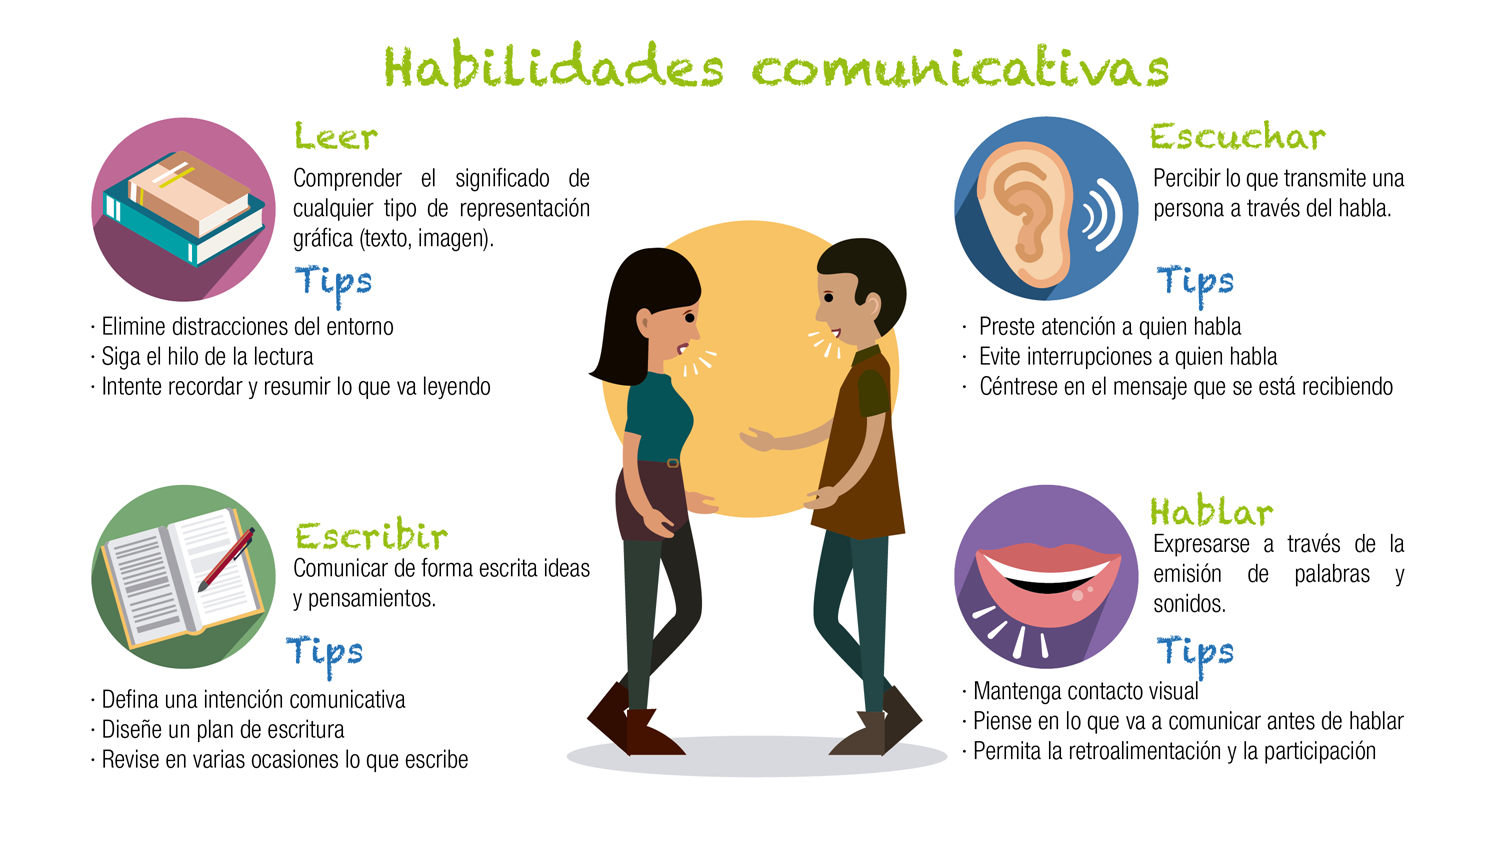 Habilidades comunicativas
Leer
Comprender el significado de
cualquier tipo de representación
gráfica (texto, imagen).
Tips
· Elimine distracciones del entorno
· Siga el hilo de la lectura
· Intente recordar y resumir lo que va leyendo
Escuchar
Percibir lo que transmite una
persona a través del habla.
Tips
· Preste atención a quien habla
· Evite interrupciones a quien habla
· Céntrese en el mensaje que se está recibiendo
Escribir
Comunicar de forma escrita ideas
y pensamientos.
Tips
· Defina una intención comunicativa
· Diseñe un plan de escritura
· Revise en varias ocasiones lo que escribe
Hablar
Expresarse a través de la
emisión de palabras y
sonidos.
Tips
· Mantenga contacto visual
· Piense en lo que va a comunicar antes de hablar
· Permita la retroalimentación y la participación